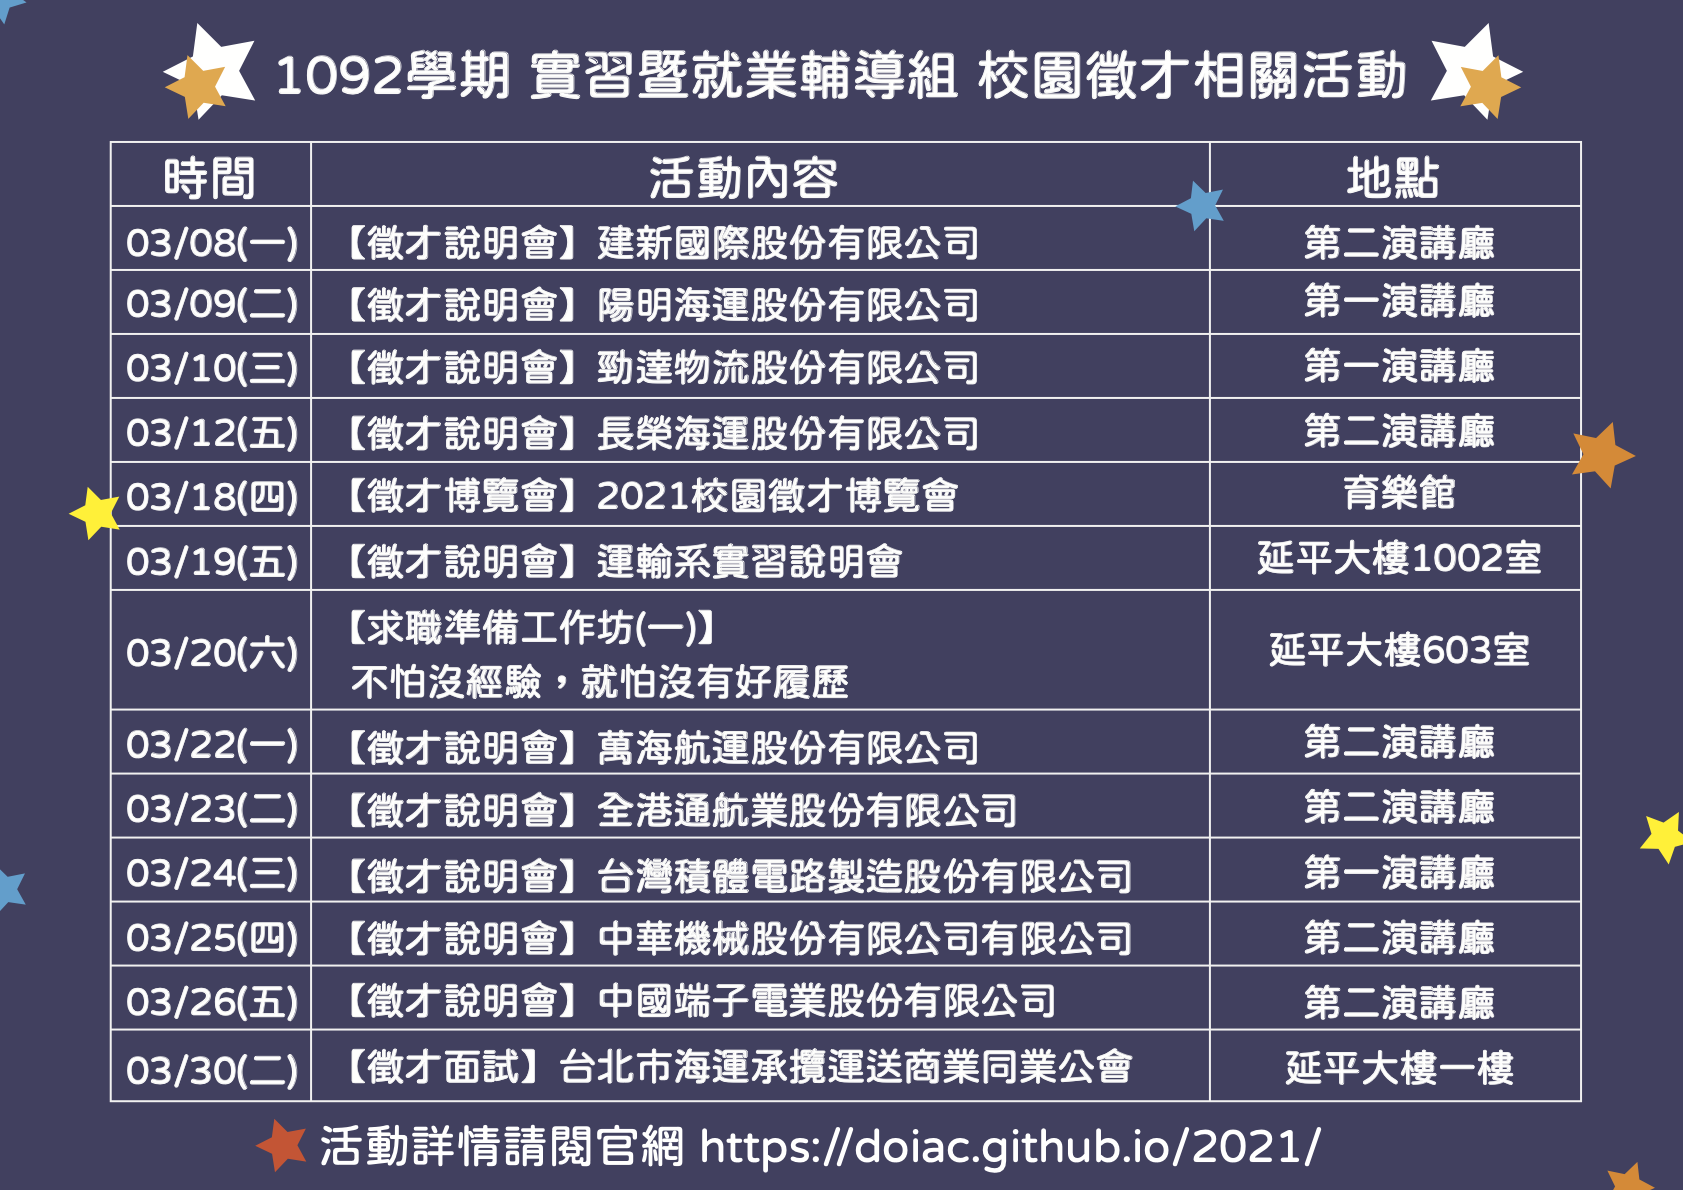 1092學期 實習暨就業輔導組 校園徵才相關活動
時間 活動內容 地點
03/08(一) 【徵才說明會】建新國際股份有限公司 第二演講廳
03/09(二) 【徵才說明會】陽明海運股份有限公司 第一演講廳
03/10(三) 【徵才說明會】勁達物流股份有限公司 第一演講廳
03/12(五) 【徵才說明會】長榮海運股份有限公司 第二演講廳
03/18(四) 【徵才博覽會】2021校園徵才博覽會 育樂館
03/19(五) 【徵才說明會】運輸系實習說明會 延平大樓1002室
03/20(六) 【求職準備工作坊(一)】 延平大樓603室
不怕沒經驗，就怕沒有好履歷
03/22(一) 【徵才說明會】萬海航運股份有限公司 第二演講廳
03/23(二) 【徵才說明會】全港通航業股份有限公司 第二演講廳
03/24(三) 【徵才說明會】台灣積體電路製造股份有限公司 第一演講廳
03/25(四) 【徵才說明會】中華機械股份有限公司有限公司 第二演講廳
03/26(五) 【徵才說明會】中國端子電業股份有限公司 第二演講廳
03/30(二) 【徵才面試】台北市海運承攬運送商業同業公會 延平大樓一樓
活動詳情請閱官網 https://doiac.github.io/2021/